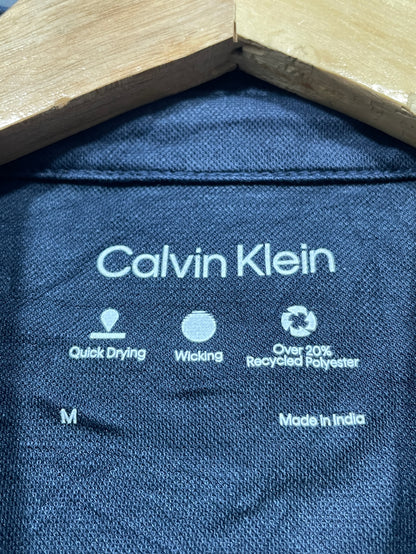 Calvin Klein
Quick Drying
Wicking
Over 20%
Recycled Polyester
M
Made in India